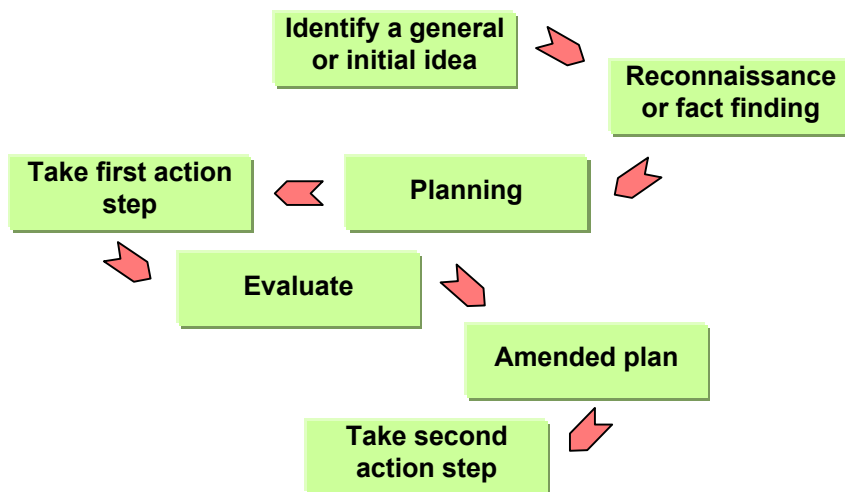 Identify a general
or initial idea
Reconnaissance
or fact finding
Planning
Take first action
step
Evaluate
Amended plan
Take second
action step